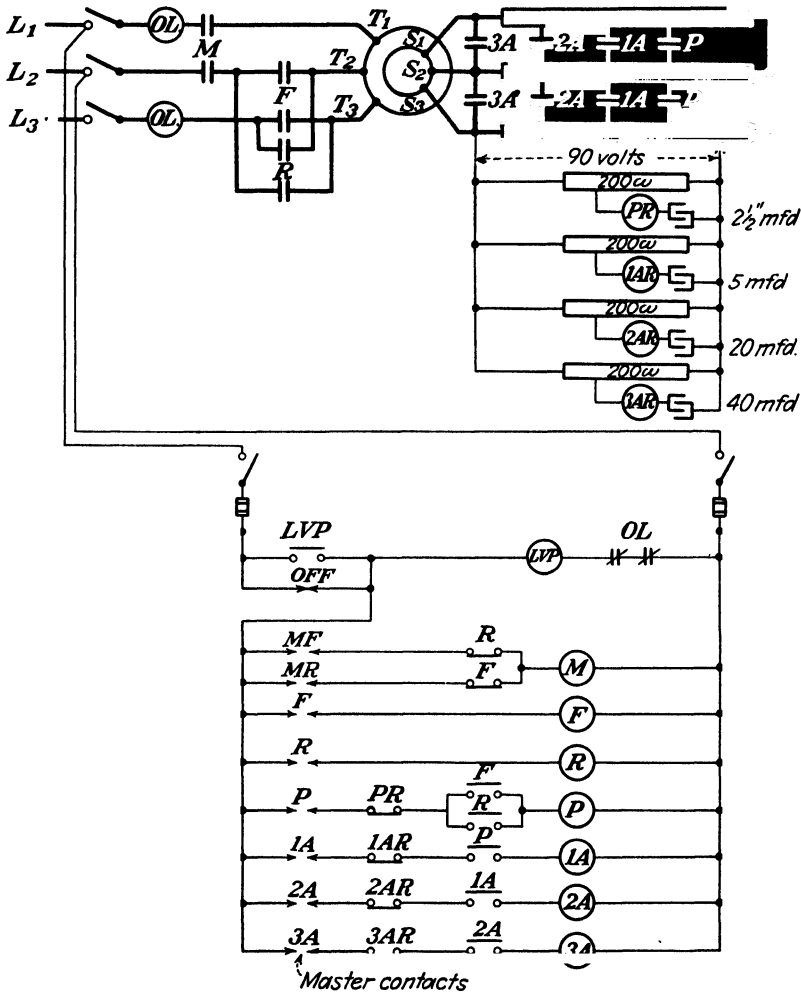 L1 OL M T1 S1 3A 2A 1A P
L2 F T2 S2
L3 OL R T3 S3 3A 2A 1A
90 volts
200ω
PR 2½" mfd
200ω
1AR 5 mfd
200ω
2AR 20 mfd.
200ω
3AR 40 mfd
LVP LVP OL
OFF
MF R
MR F M
F F
R R
F
P PR R P
1A 1AR P 1A
2A 2AR 1A 2A
3A 3AR 2A 3A
Master contacts